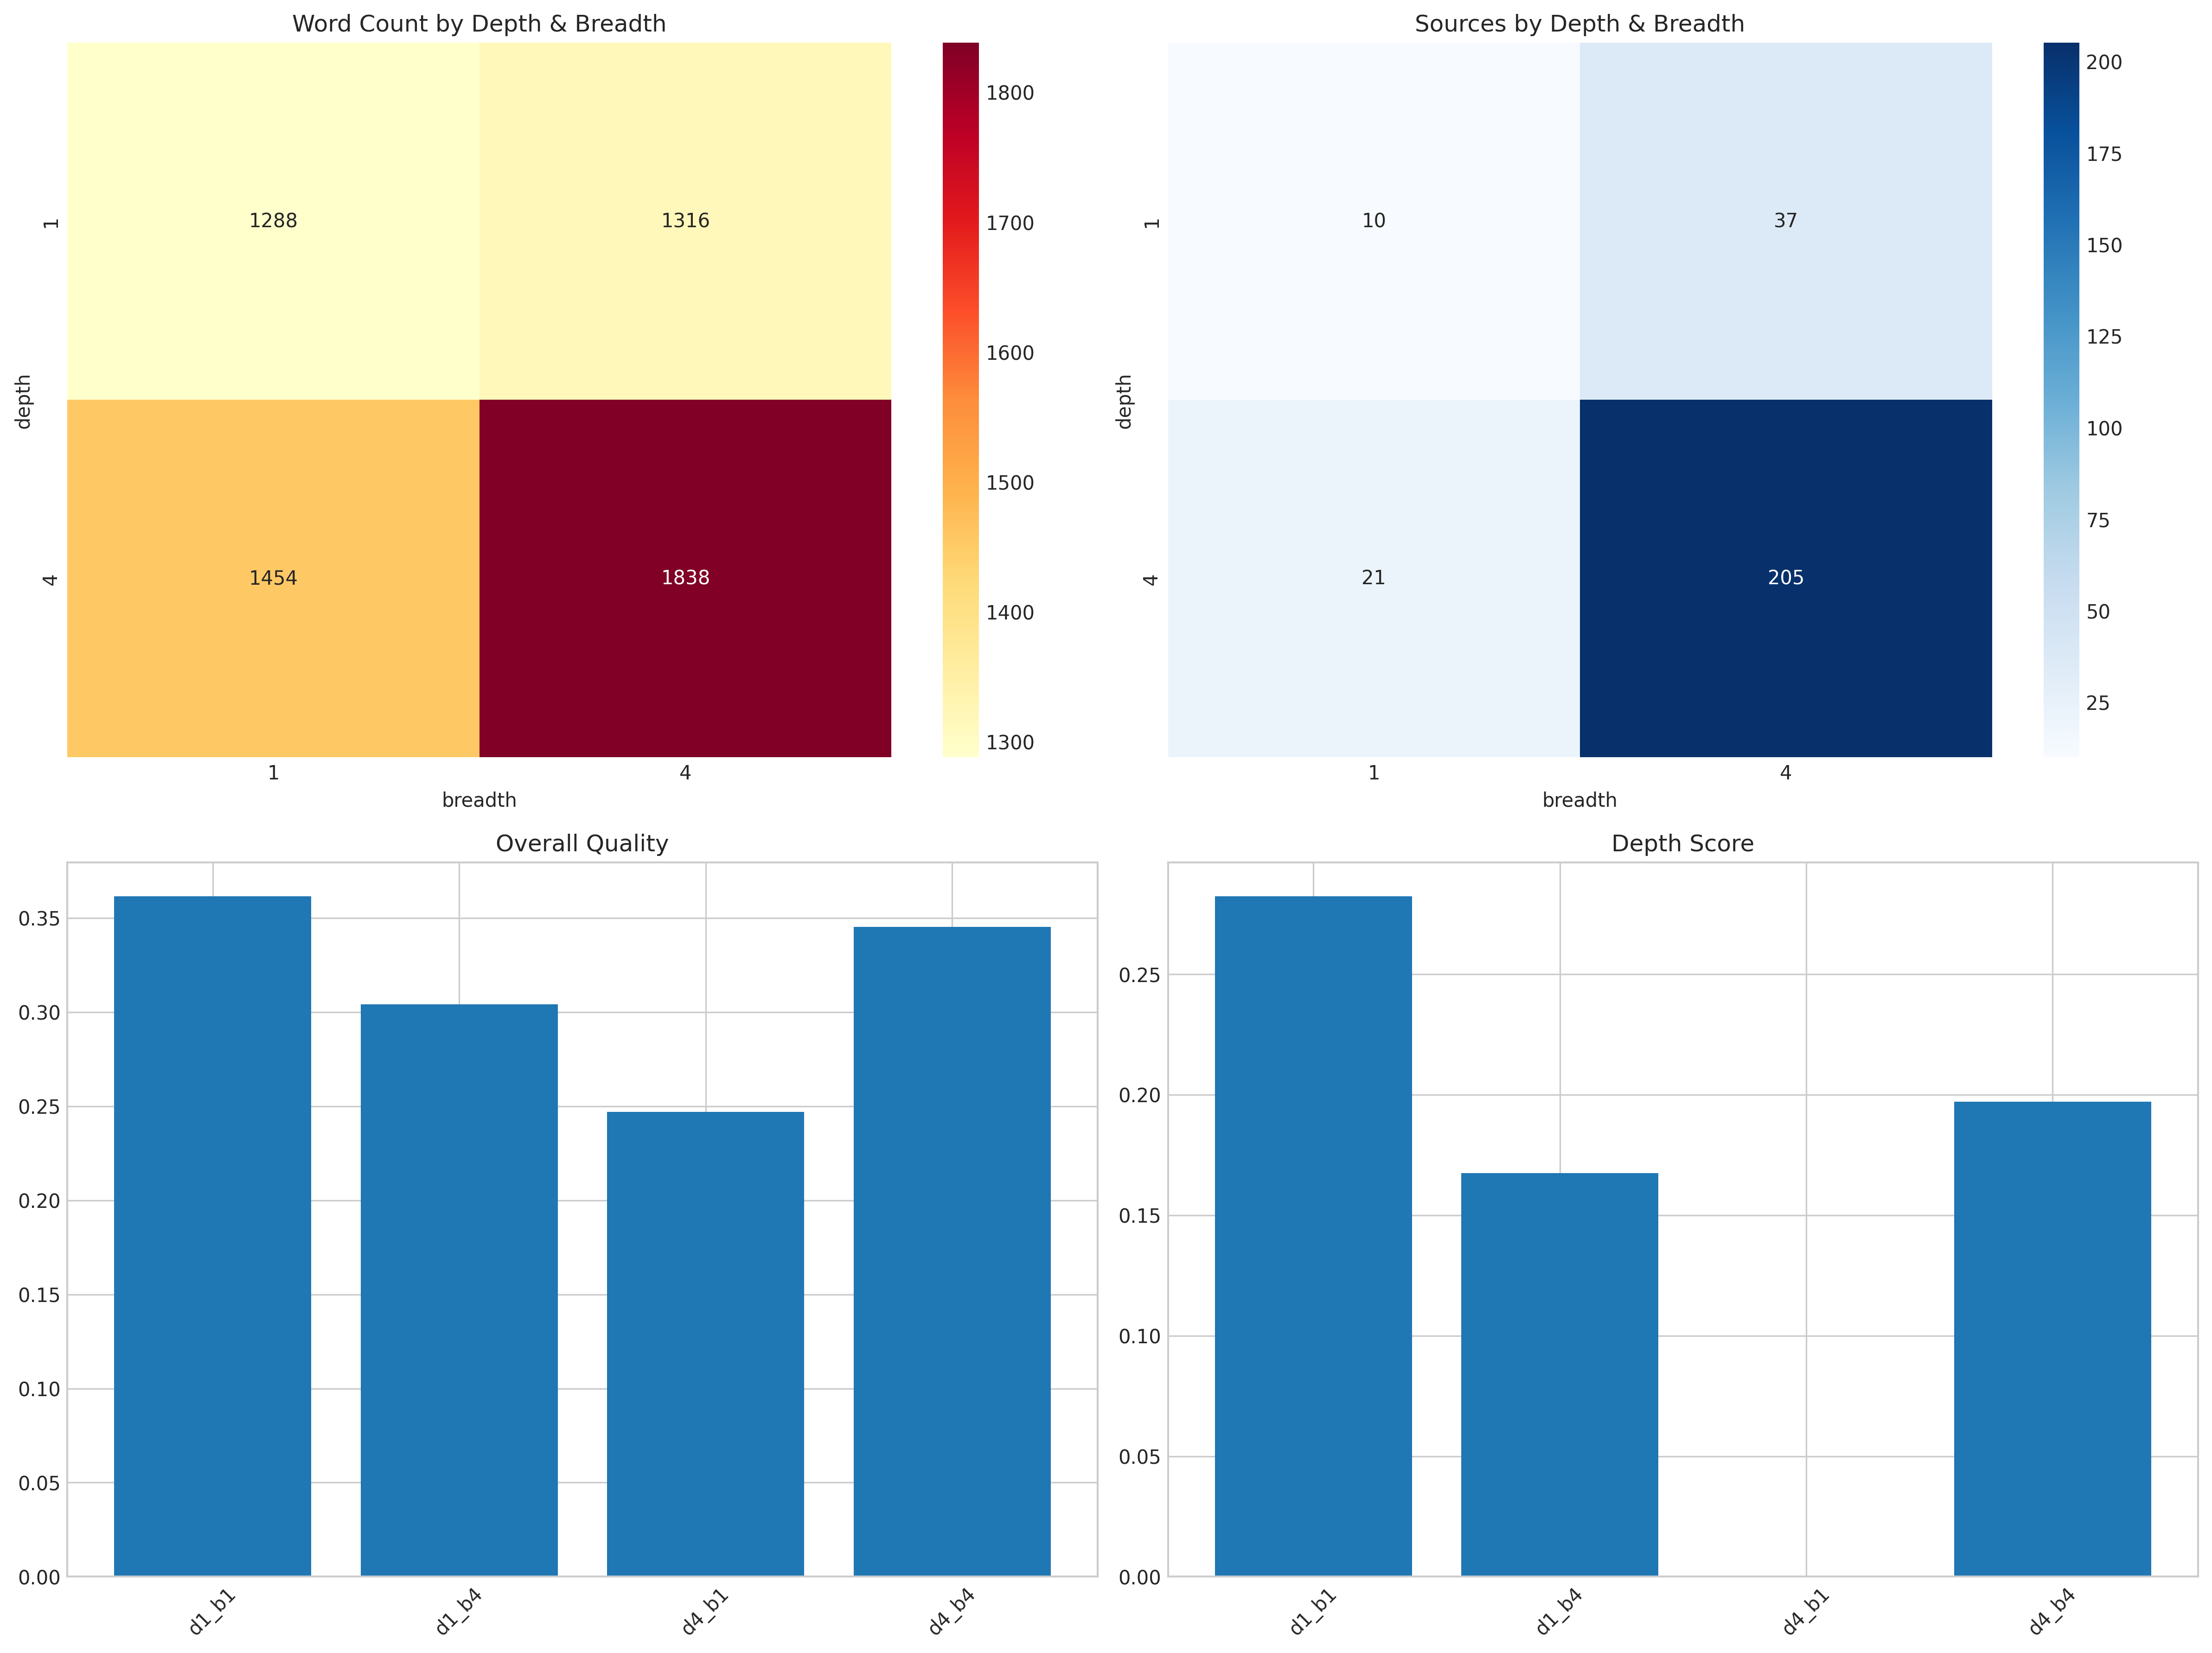 Word Count by Depth & Breadth
1288
1316
1454
1838
1
4
depth
1
4
breadth
1800
1700
1600
1500
1400
1300
Sources by Depth & Breadth
10
37
21
205
1
4
depth
1
4
breadth
200
175
150
125
100
75
50
25
Overall Quality
0.35
0.30
0.25
0.20
0.15
0.10
0.05
0.00
d1_b1
d1_b4
d4_b1
d4_b4
Depth Score
0.25
0.20
0.15
0.10
0.05
0.00
d1_b1
d1_b4
d4_b1
d4_b4